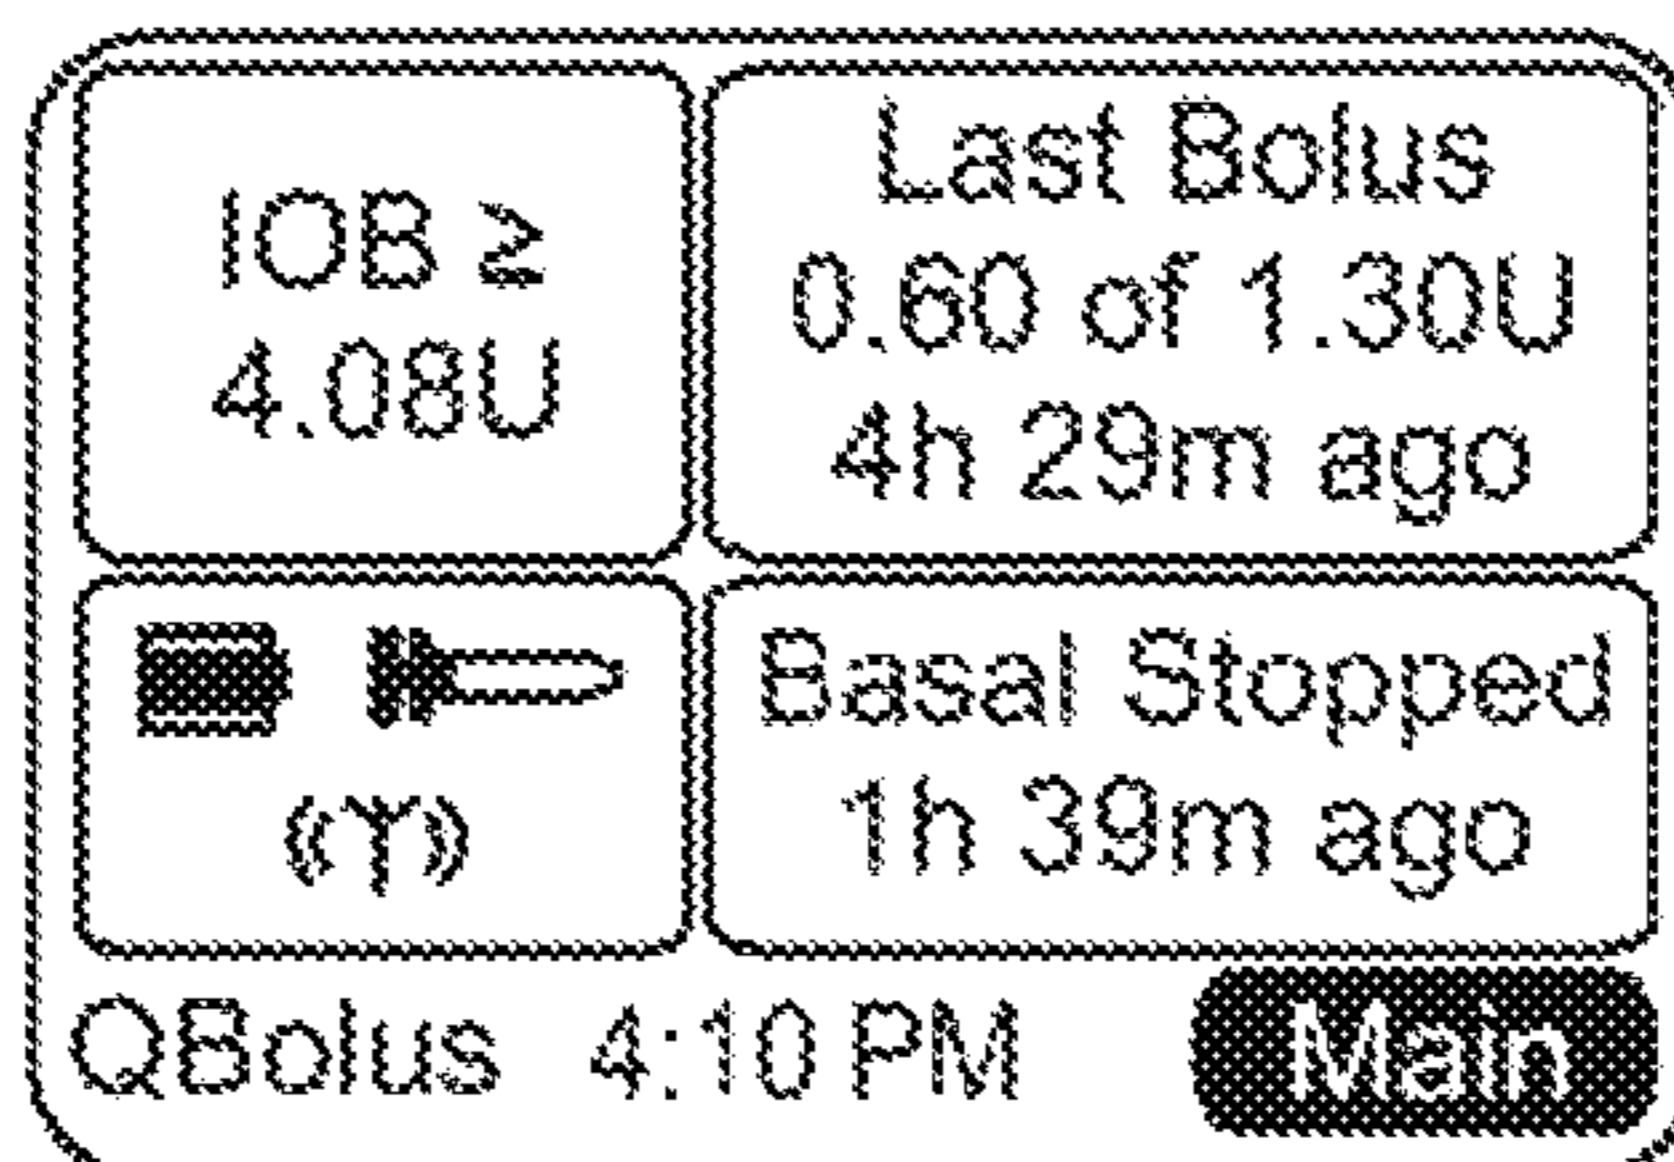 IOB ≥
4.08U
Last Bolus
0.60 of 1.30U
4h 29m ago
Basal Stopped
1h 39m ago
QBolus 4:10 PM Main